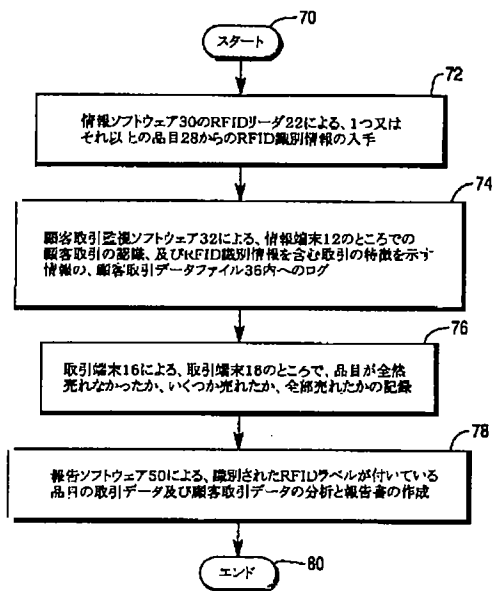 70
スタート
72
情報ソフトウェア30のRFIDリーダ22による、1つ又は
それ以上の品目28からのRFID識別情報の入手
74
顧客取引監視ソフトウェア32による、情報端末12のところでの
顧客取引の認識、及びRFID識別情報を含む取引の特徴を示す
情報の、顧客取引データファイル36内へのログ
76
取引端末16による、取引端末16のところで、品目が全然
売れなかったか、いくつか売れたか、全部売れたかの記録
78
報告ソフトウェア50による、識別されたRFIDラベルが付いている
品目の取引データ及び顧客取引データの分析と報告書の作成
80
エンド